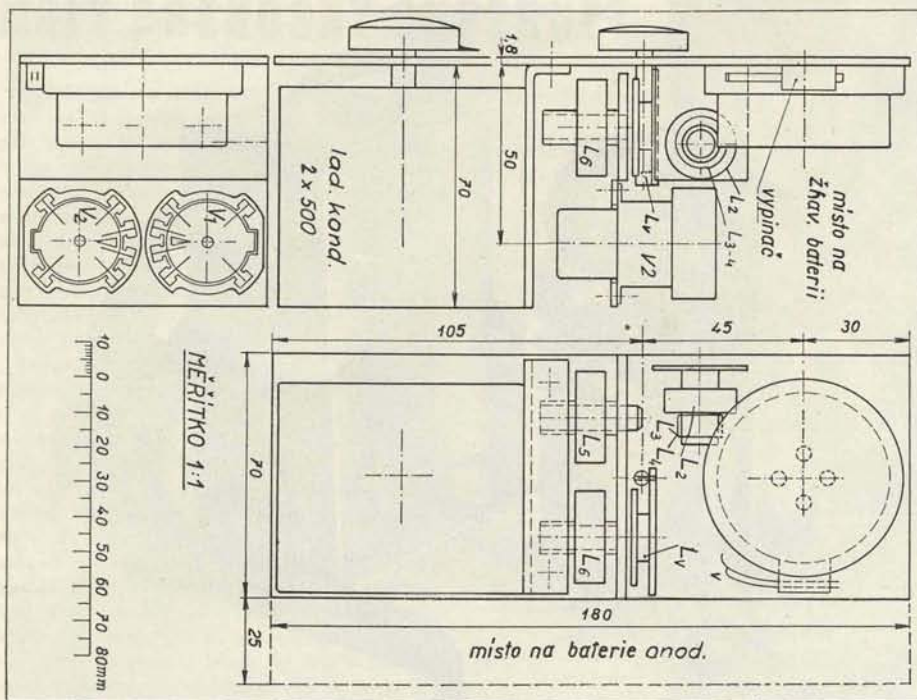 1,8
lad. kond.
2 x 500
70
50
L6
Lv
V2
L2
L3-4
vypínač
místo na
žhav. baterii
V2
V1
105
45
30
MĚŘÍTKO 1:1
10
0
10
20
30
40
50
60
70
80mm
70
25
L5
L6
L3
L4
L2
Lv
v
180
místo na baterie anod.